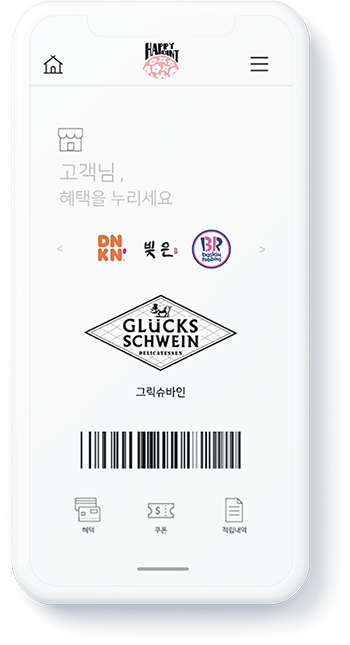 HAPPY
POINT
고객님,
혜택을 누리세요
<
DN
KN'
빚은
BR
baskin
robbins
>
GLÜCKS
SCHWEIN
DELICATESSEN
그릭슈바인
혜택
쿠폰
적립내역